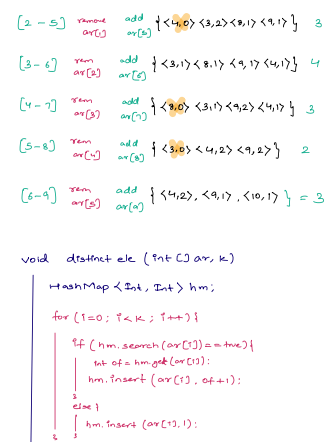 [2 - 5] remove ar[1] add ar[5] { <4,0> <3,2> <8,1> <9,1> } 3
[3 - 6] rem ar[2] add ar[6] { <3,1> <8,1> <9,1> <4,1> } 4
[4 - 7] rem ar[3] add ar[7] { <8,0> <3,1> <9,2> <4,1> } 3
[5 - 8] rem ar[4] add ar[8] { <3,0> <4,2> <9,2> } 2
[6 - 9] rem ar[5] add ar[9] { <4,2>, <9,1>, <10,1> } = 3
void distinct ele (int [] ar, k)
HashMap <Int, Int> hm;
for (i=0; i<k; i++) {
if (hm.search(ar[i]) == true) {
int of = hm.get(ar[i]);
hm.insert (ar[i], of+1);
}
else {
hm.insert (ar[i], 1);
} }